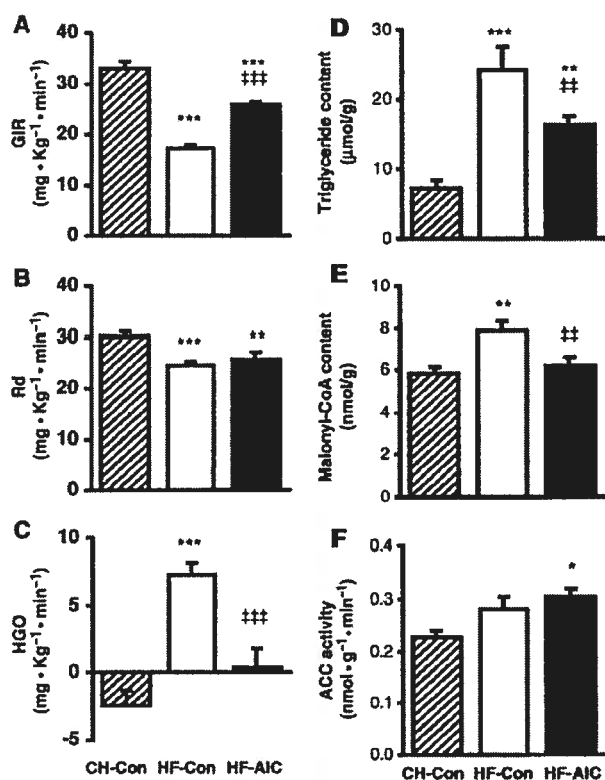 A
40
30
20
10
0
GIR
(mg • Kg⁻¹ • min⁻¹)
***
***
‡‡‡
B
40
30
20
10
0
Rd
(mg • Kg⁻¹ • min⁻¹)
***
**
C
10
5
0
-5
HGO
(mg • Kg⁻¹ • min⁻¹)
***
‡‡‡
CH-Con HF-Con HF-AIC
D
30
20
10
0
Triglyceride content
(μmol/g)
***
**
‡‡
E
10
8
6
4
2
0
Malonyl-CoA content
(nmol/g)
**
‡‡
F
0.4
0.3
0.2
0.1
0.0
ACC activity
(nmol • g⁻¹ • min⁻¹)
*
CH-Con HF-Con HF-AIC